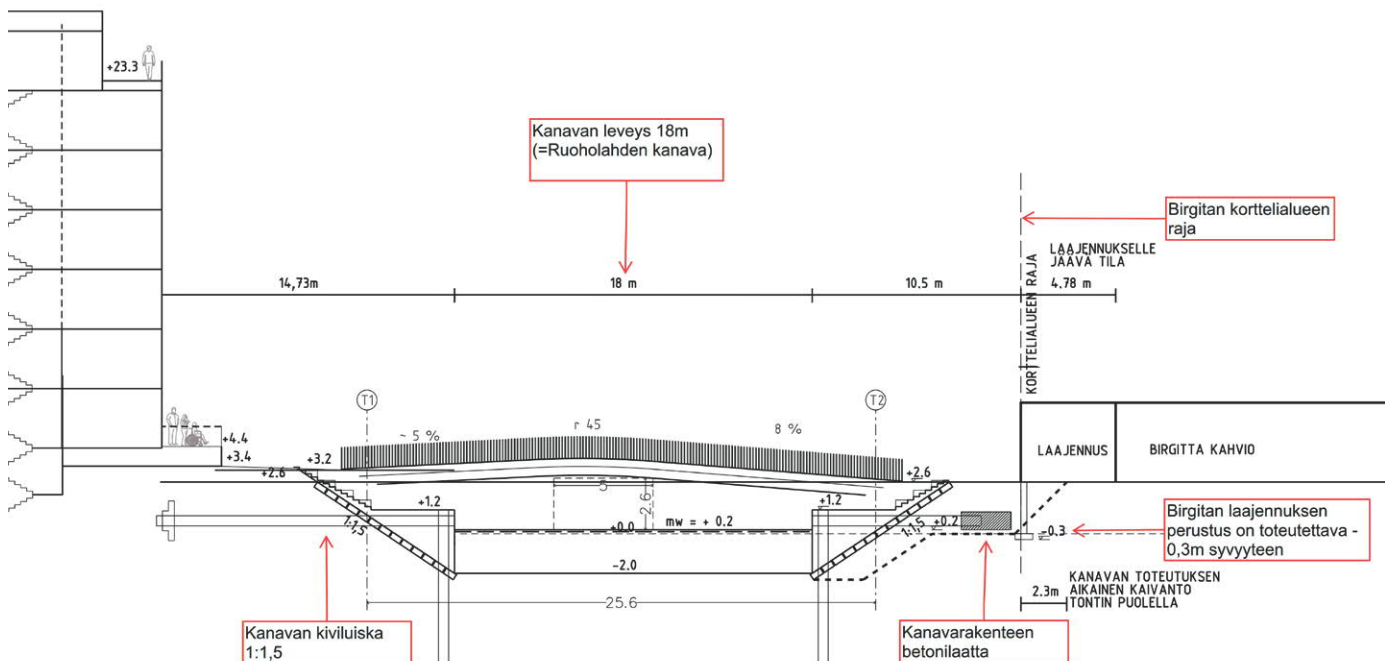 +23.3
Kanavan leveys 18m
(=Ruoholahden kanava)
Birgitan korttelialueen
raja
LAAJENNUKSELLE
JÄÄVÄ TILA
KORTTELIALUEEN RAJA
14,73m
18 m
10.5 m
4.78 m
T1
T2
~ 5 %
r 45
8 %
+4.4
+3.4
+3.2
+2.6
+2.6
LAAJENNUS
BIRGITTA KAHVIO
5
2.6
+1.2
+1.2
1:1,5
1:1,5
+0.0
mw = + 0.2
+0.2
-0.3
Birgitan laajennuksen
perustus on toteutettava -
0,3m syvyyteen
-2.0
25.6
2.3m
KANAVAN TOTEUTUKSEN
AIKAINEN KAIVANTO
TONTIN PUOLELLA
Kanavan kiviluiska
1:1,5
Kanavarakenteen
betonilaatta